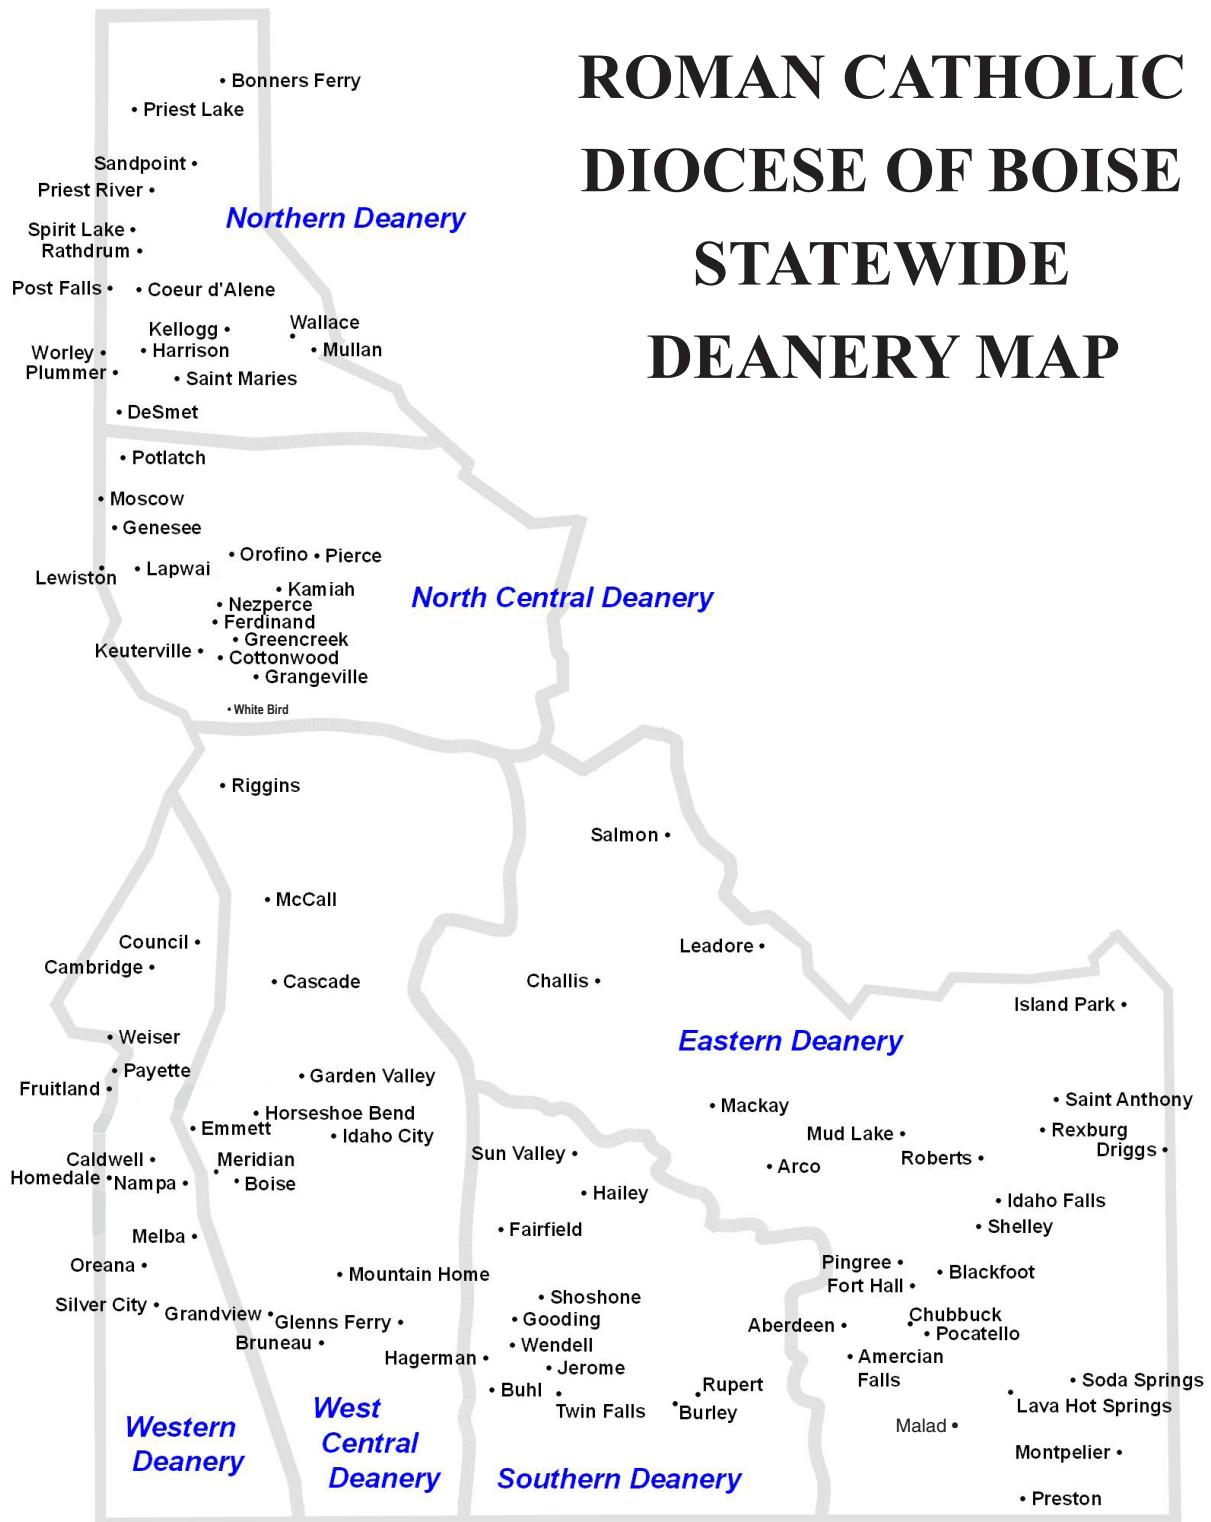 ROMAN CATHOLIC
DIOCESE OF BOISE
STATEWIDE
DEANERY MAP
Bonners Ferry
Priest Lake
Sandpoint
Priest River
Northern Deanery
Spirit Lake
Rathdrum
Post Falls
Coeur d'Alene
Wallace
Kellogg
Mullan
Harrison
Worley
Plummer
Saint Maries
DeSmet
Potlatch
Moscow
Genesee
Orofino
Pierce
Lapwai
Lewiston
Kamiah
North Central Deanery
Nezperce
Ferdinand
Greencreek
Keuterville
Cottonwood
Grangeville
White Bird
Riggins
Salmon
McCall
Council
Leadore
Cambridge
Cascade
Challis
Island Park
Weiser
Eastern Deanery
Payette
Garden Valley
Fruitland
Saint Anthony
Mackay
Horseshoe Bend
Emmett
Idaho City
Mud Lake
Rexburg
Driggs
Sun Valley
Roberts
Caldwell
Meridian
Arco
Homedale
Nampa
Boise
Hailey
Idaho Falls
Shelley
Fairfield
Melba
Pingree
Oreana
Blackfoot
Mountain Home
Fort Hall
Shoshone
Silver City
Grandview
Chubbuck
Gooding
Glenns Ferry
Aberdeen
Pocatello
Bruneau
Wendell
Hagerman
Amercian
Falls
Jerome
Soda Springs
Rupert
Buhl
Lava Hot Springs
Twin Falls
Burley
West
Central
Deanery
Western
Deanery
Malad
Montpelier
Southern Deanery
Preston